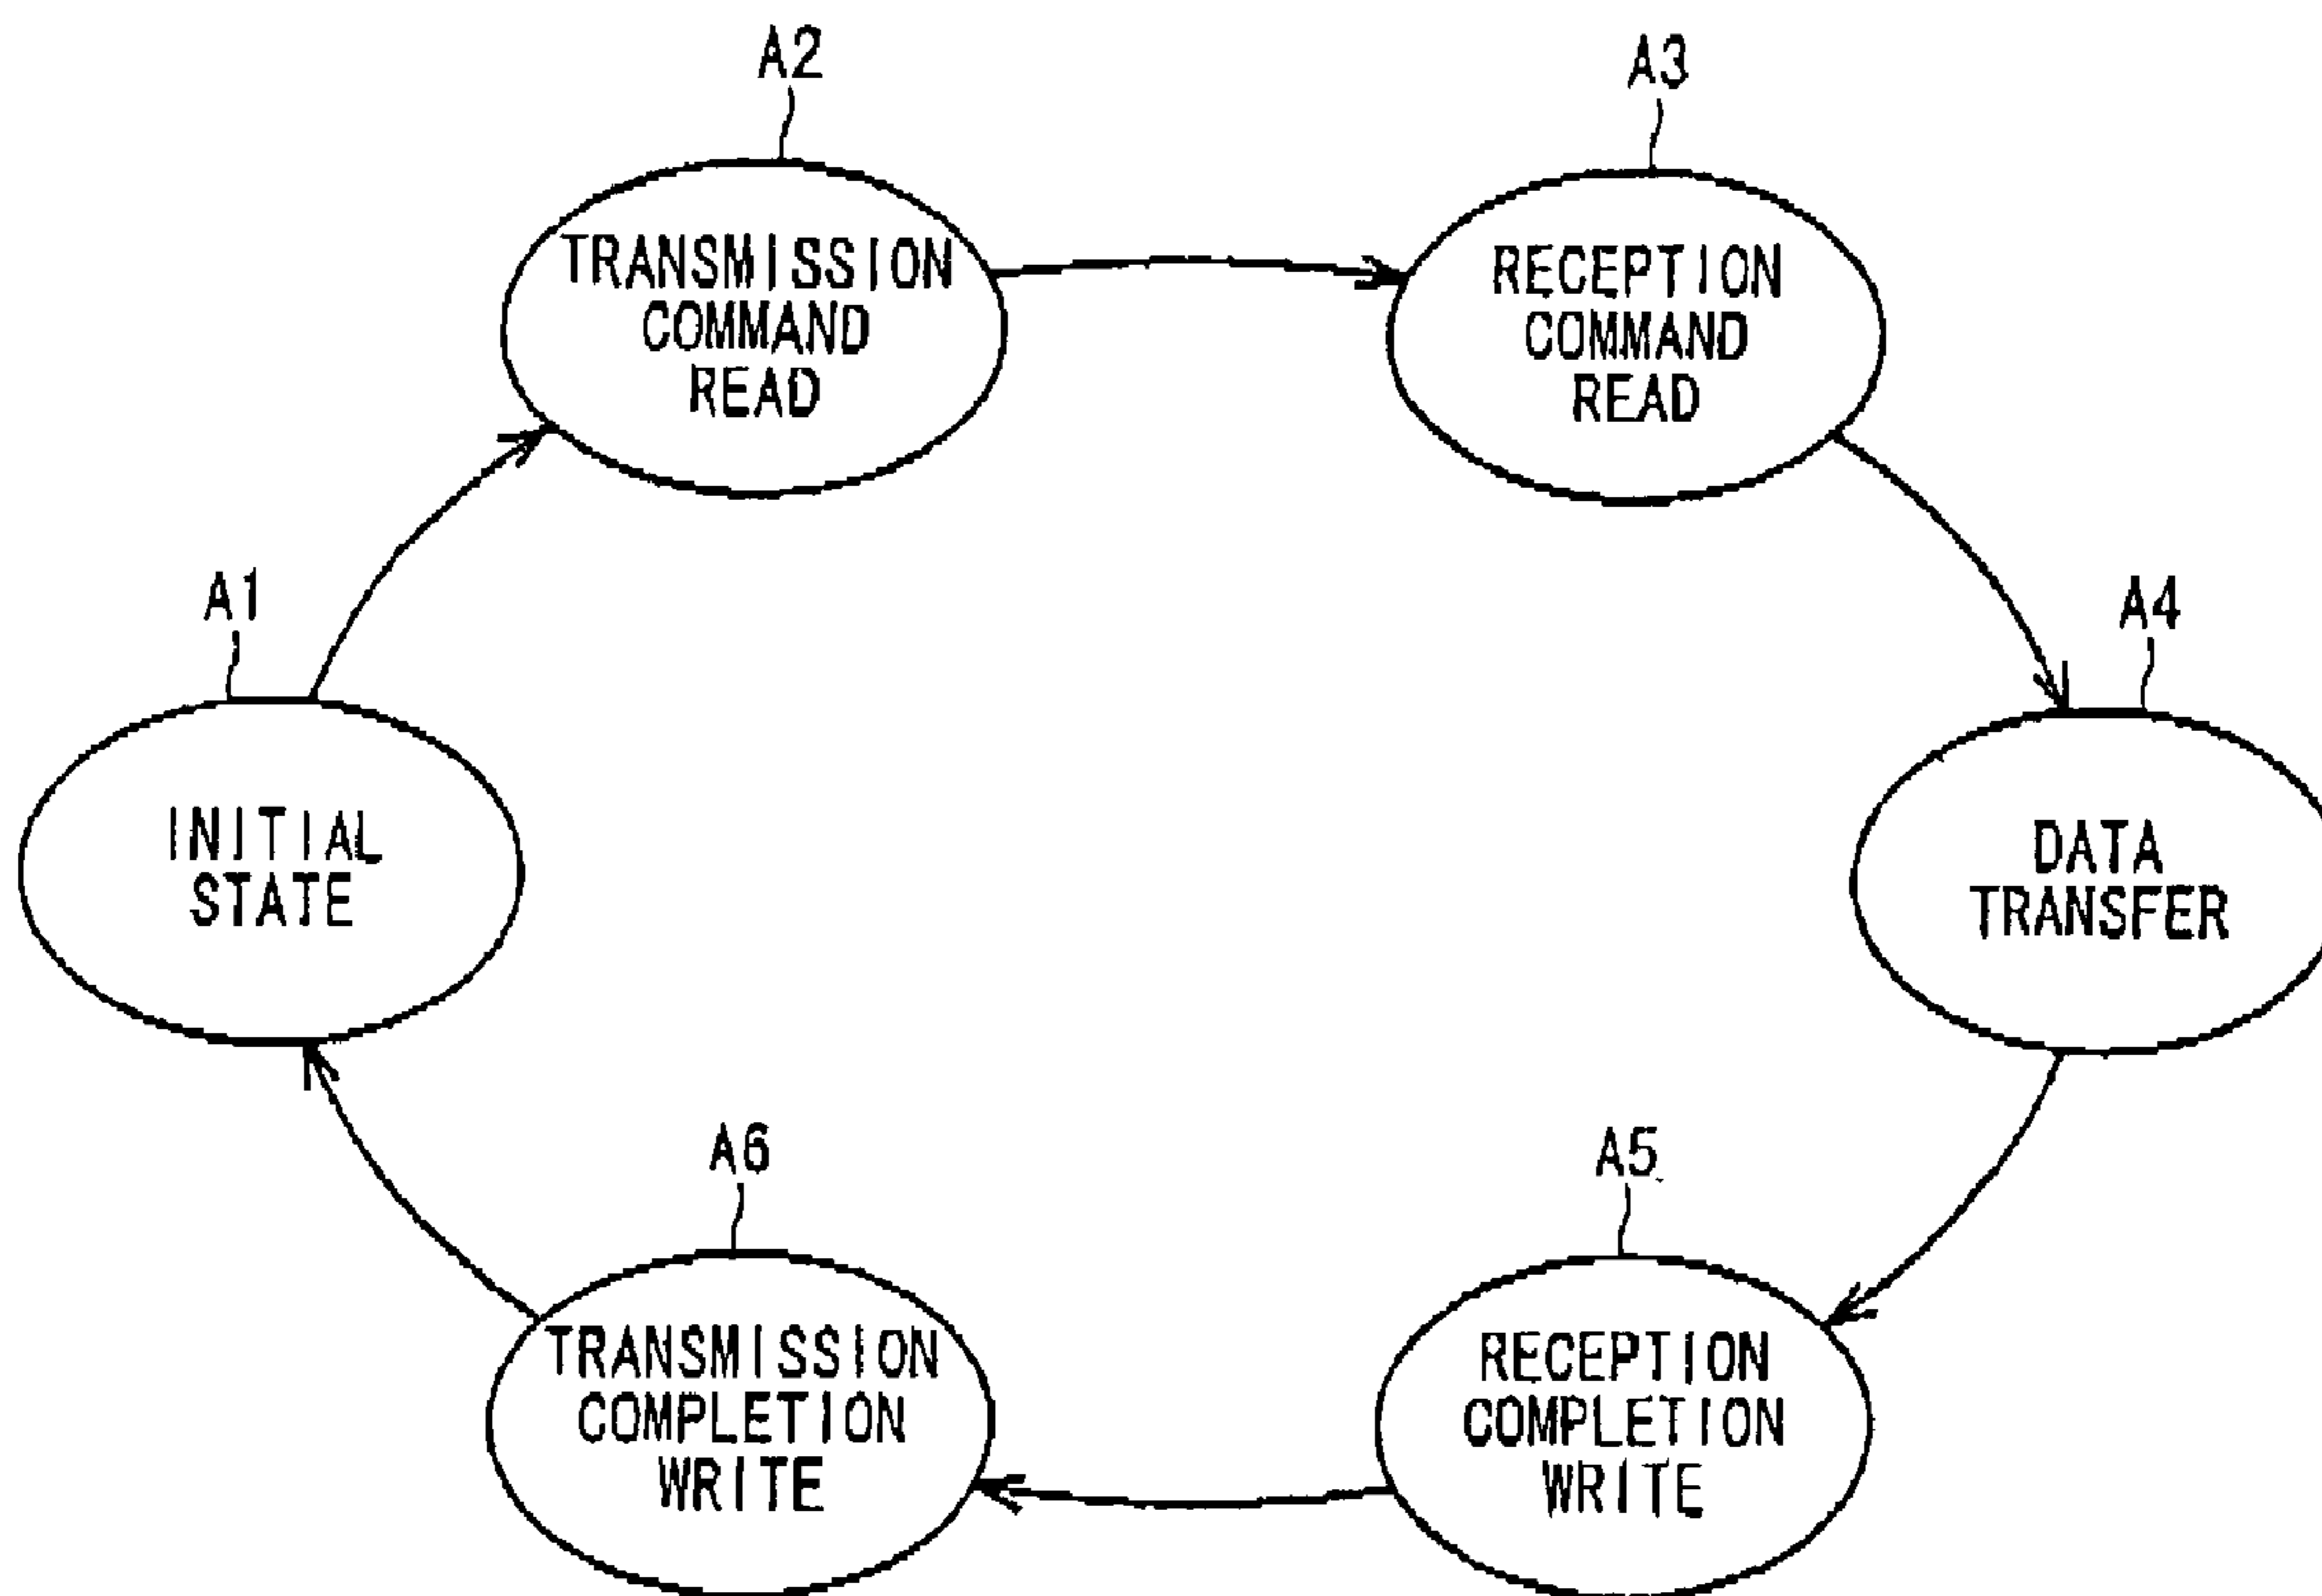 A2
TRANSMISSION
COMMAND
READ
A3
RECEPTION
COMMAND
READ
A1
INITIAL
STATE
A4
DATA
TRANSFER
A6
TRANSMISSION
COMPLETION
WRITE
A5
RECEPTION
COMPLETION
WRITE